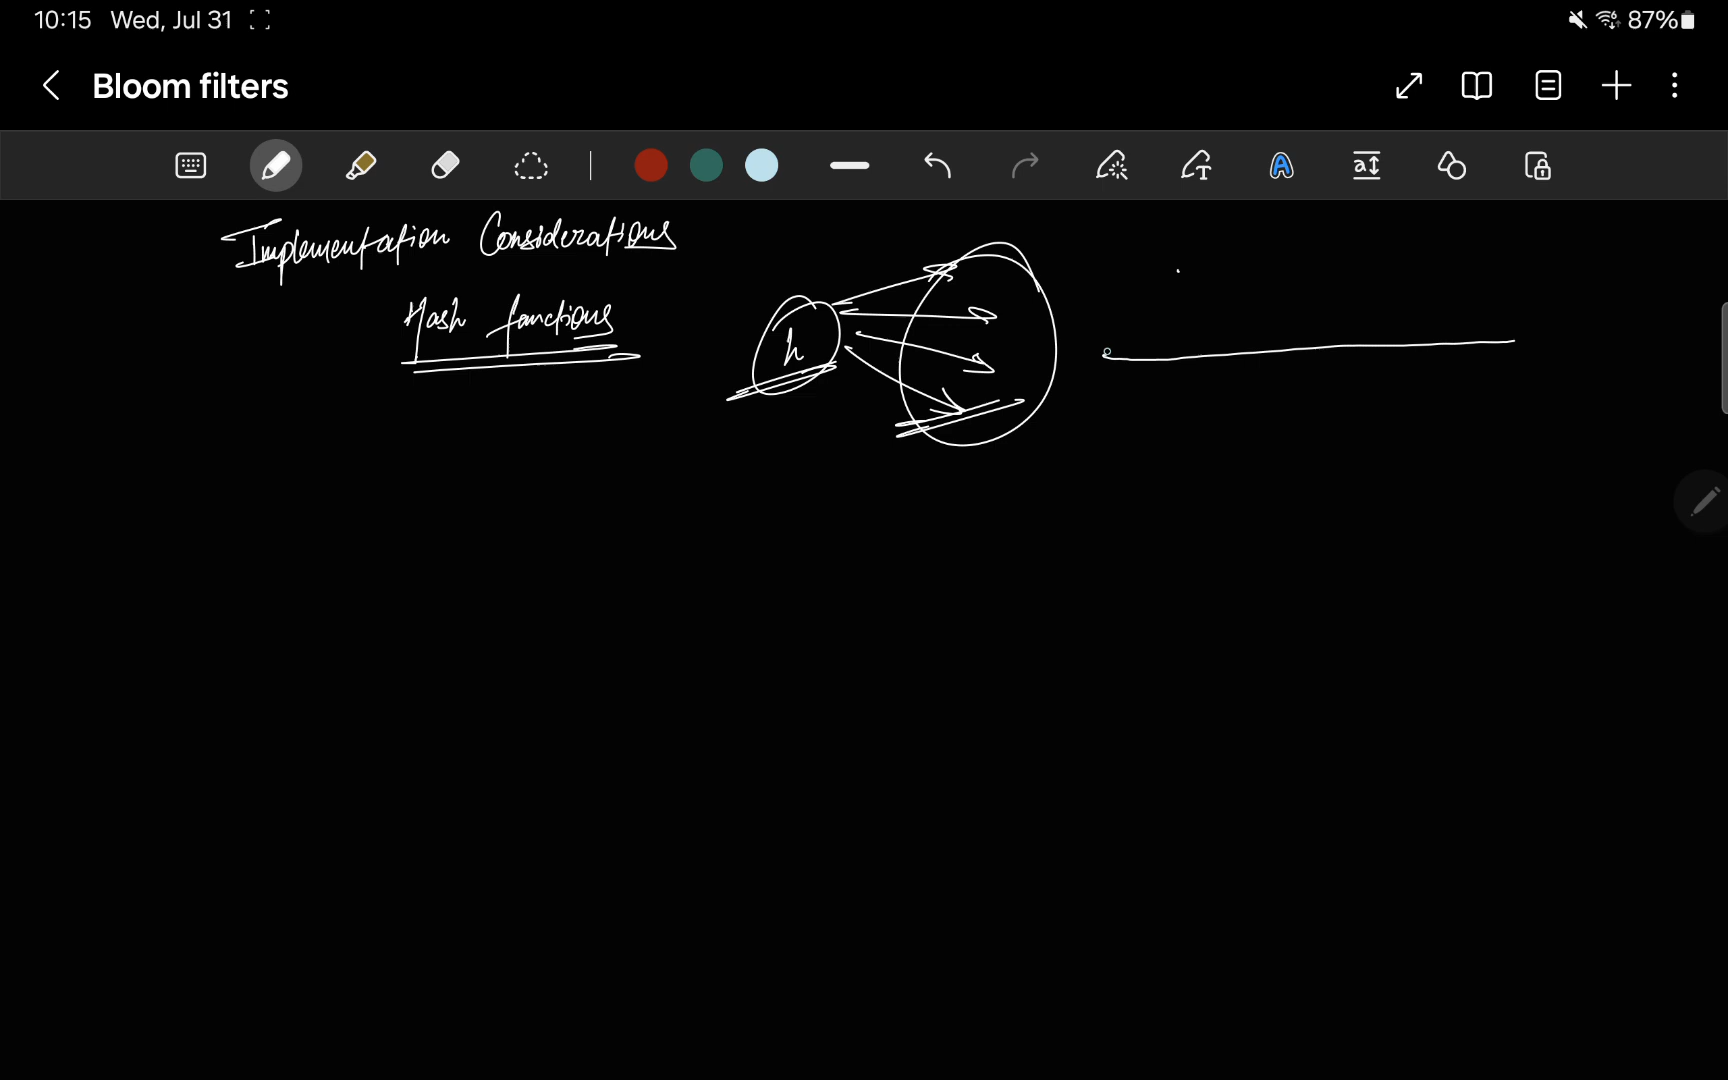 10:15 Wed, Jul 31 87%
Bloom filters
T A a
Implementation Considerations
Hash functions
h